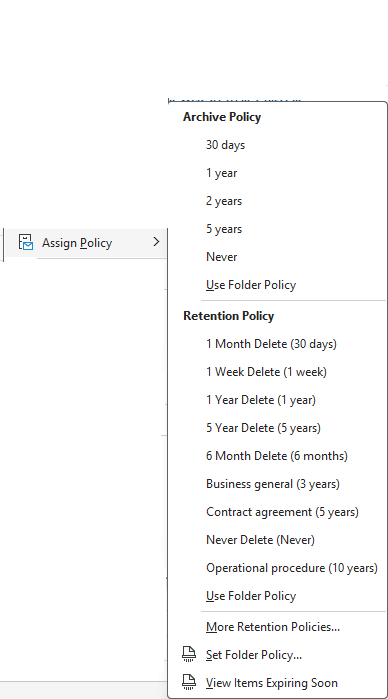 Archive Policy
30 days
1 year
2 years
5 years
Assign Policy
Never
Use Folder Policy
Retention Policy
1 Month Delete (30 days)
1 Week Delete (1 week)
1 Year Delete (1 year)
5 Year Delete (5 years)
6 Month Delete (6 months)
Business general (3 years)
Contract agreement (5 years)
Never Delete (Never)
Operational procedure (10 years)
Use Folder Policy
More Retention Policies...
Set Folder Policy...
View Items Expiring Soon